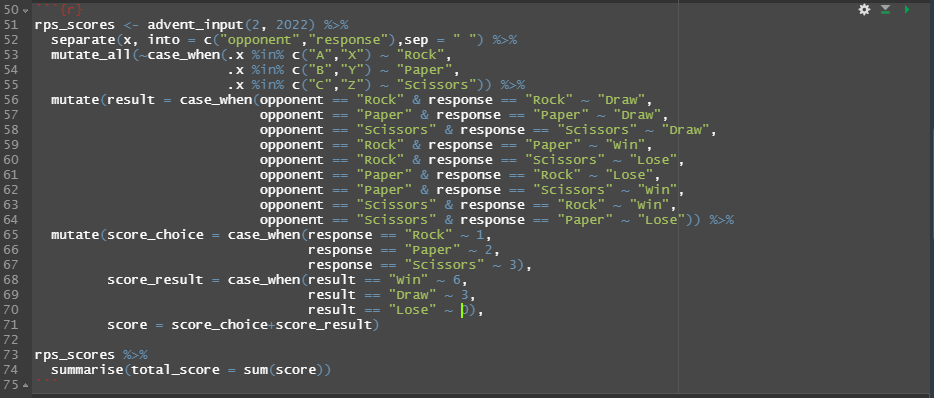 50 ```{r}
51 rps_scores <- advent_input(2, 2022) %>%
52   separate(x, into = c("opponent","response"),sep = " ") %>%
53   mutate_all(~case_when(.x %in% c("A","X") ~ "Rock",
54                         .x %in% c("B","Y") ~ "Paper",
55                         .x %in% c("C","Z") ~ "Scissors")) %>%
56   mutate(result = case_when(opponent == "Rock" & response == "Rock" ~ "Draw",
57                             opponent == "Paper" & response == "Paper" ~ "Draw",
58                             opponent == "Scissors" & response == "Scissors" ~ "Draw",
59                             opponent == "Rock" & response == "Paper" ~ "Win",
60                             opponent == "Rock" & response == "Scissors" ~ "Lose",
61                             opponent == "Paper" & response == "Rock" ~ "Lose",
62                             opponent == "Paper" & response == "Scissors" ~ "Win",
63                             opponent == "Scissors" & response == "Rock" ~ "Win",
64                             opponent == "Scissors" & response == "Paper" ~ "Lose")) %>%
65   mutate(score_choice = case_when(response == "Rock" ~ 1,
66                                   response == "Paper" ~ 2,
67                                   response == "Scissors" ~ 3),
68          score_result = case_when(result == "Win" ~ 6,
69                                   result == "Draw" ~ 3,
70                                   result == "Lose" ~ 0),
71          score = score_choice+score_result)
72
73 rps_scores %>%
74   summarise(total_score = sum(score))
75 ```